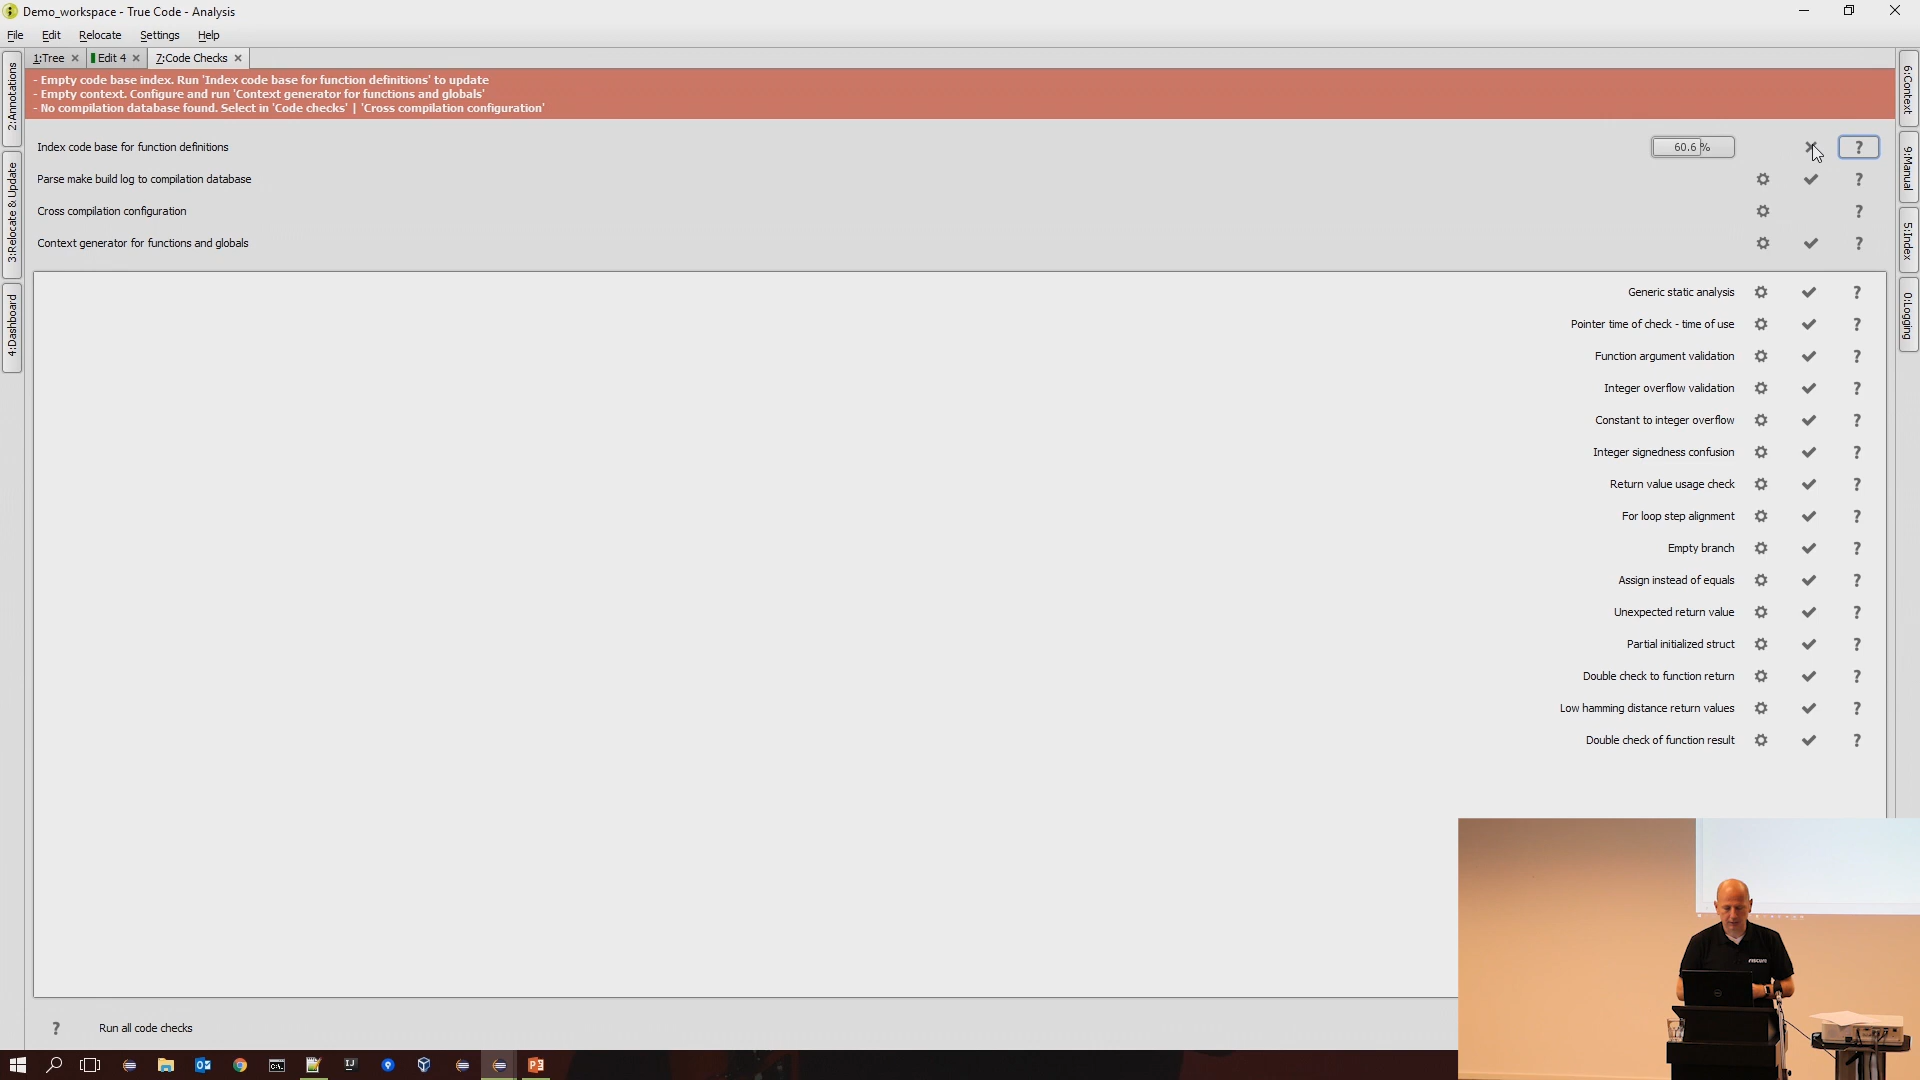 Demo_workspace - True Code - Analysis
File Edit Relocate Settings Help
1:Tree
Edit 4
7:Code Checks
- Empty code base index. Run 'Index code base for function definitions' to update
- Empty context. Configure and run 'Context generator for functions and globals'
- No compilation database found. Select in 'Code checks' | 'Cross compilation configuration'
2:Annotations
3:Relocate & Update
4:Dashboard
6:Context
9:Manual
5:Index
0:Logging
Index code base for function definitions 60.6 % ?
Parse make build log to compilation database ?
Cross compilation configuration ?
Context generator for functions and globals ?
Generic static analysis ?
Pointer time of check - time of use ?
Function argument validation ?
Integer overflow validation ?
Constant to integer overflow ?
Integer signedness confusion ?
Return value usage check ?
For loop step alignment ?
Empty branch ?
Assign instead of equals ?
Unexpected return value ?
Partial initialized struct ?
Double check to function return ?
Low hamming distance return values ?
Double check of function result ?
? Run all code checks